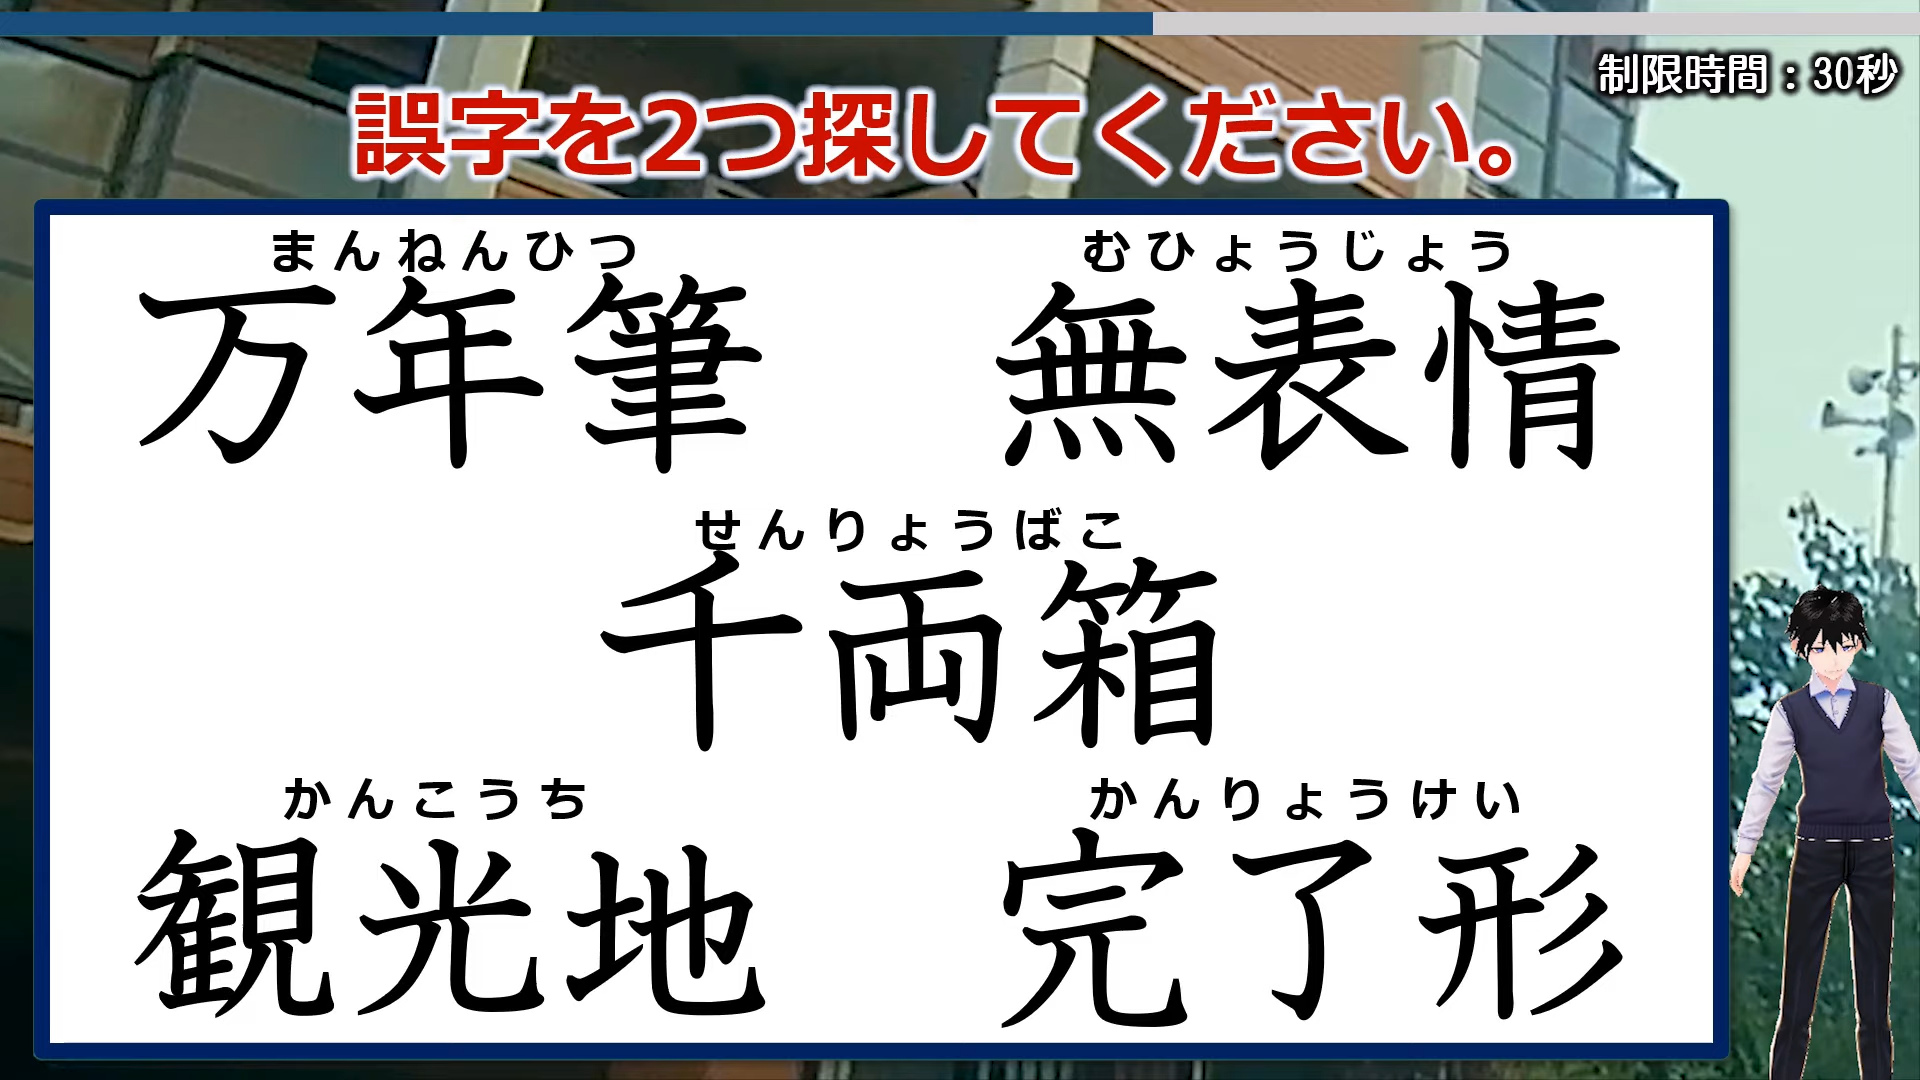 制限時間：30秒
誤字を2つ探してください。
まんねんひつ
万年筆
むひょうじょう
無表情
せんりょうばこ
千両箱
かんこうち
観光地
かんりょうけい
完了形